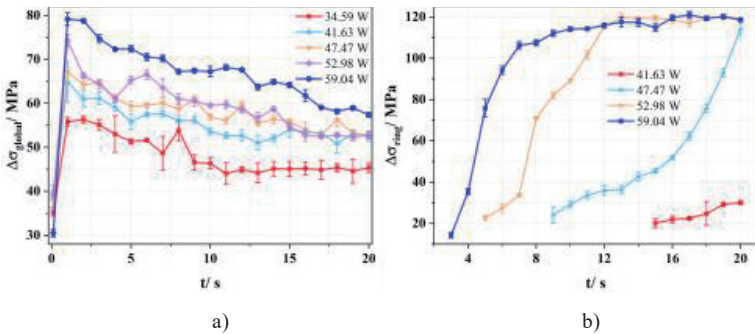 80
70
60
50
40
30
Δσglobal/ MPa
34.59 W
41.63 W
47.47 W
52.98 W
59.04 W
0
5
10
15
20
t/ s
a)
120
100
80
60
40
20
Δσring/ MPa
41.63 W
47.47 W
52.98 W
59.04 W
4
8
12
16
20
t/ s
b)